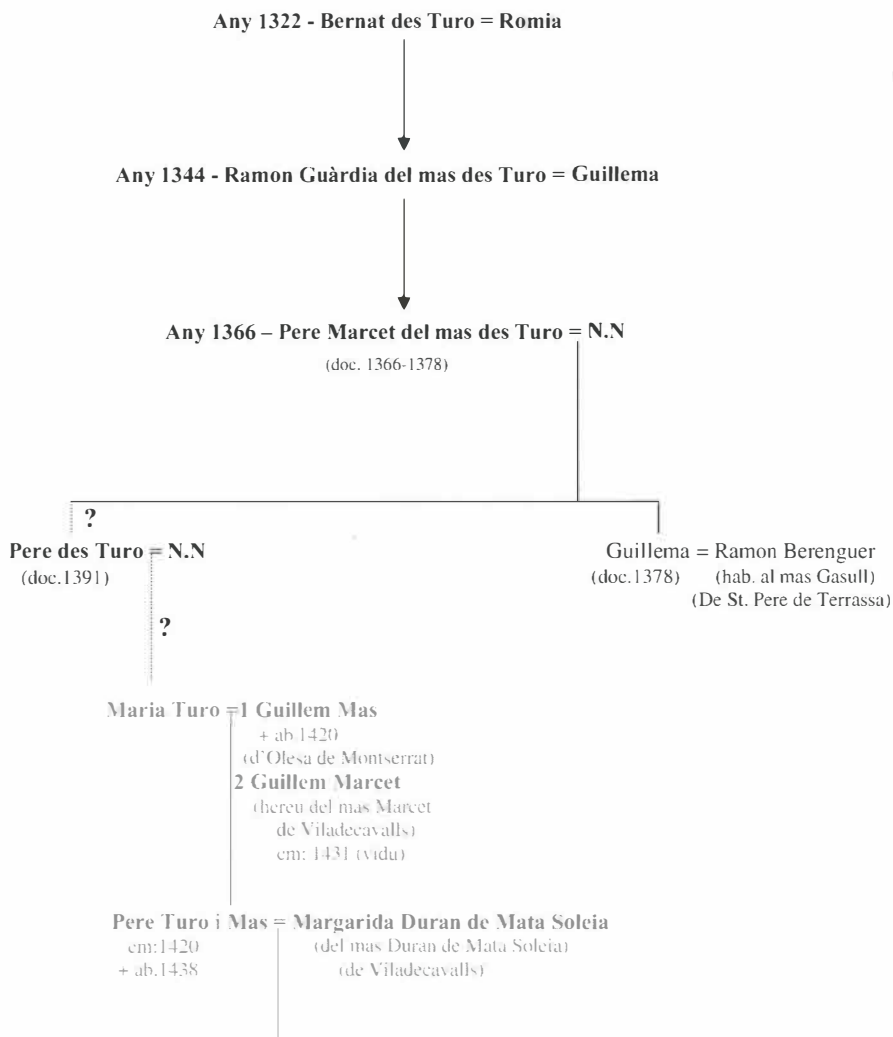 Any 1322 - Bernat des Turo = Romia
Any 1344 - Ramon Guàrdia del mas des Turo = Guillema
Any 1366 – Pere Marcet del mas des Turo = N.N
(doc. 1366-1378)
?
Pere des Turo = N.N
(doc.1391)
Guillema = Ramon Berenguer
(doc.1378) (hab. al mas Gasull)
(De St. Pere de Terrassa)
?
Maria Turo =1 Guillem Mas
+ ab.1420
(d'Olesa de Montserrat)
2 Guillem Marcet
(hereu del mas Marcet
de Viladecavalls)
cm: 1431 (vidu)
Pere Turo i Mas = Margarida Duran de Mata Soleia
cm:1420 (del mas Duran de Mata Soleia)
+ ab.1438 (de Viladecavalls)